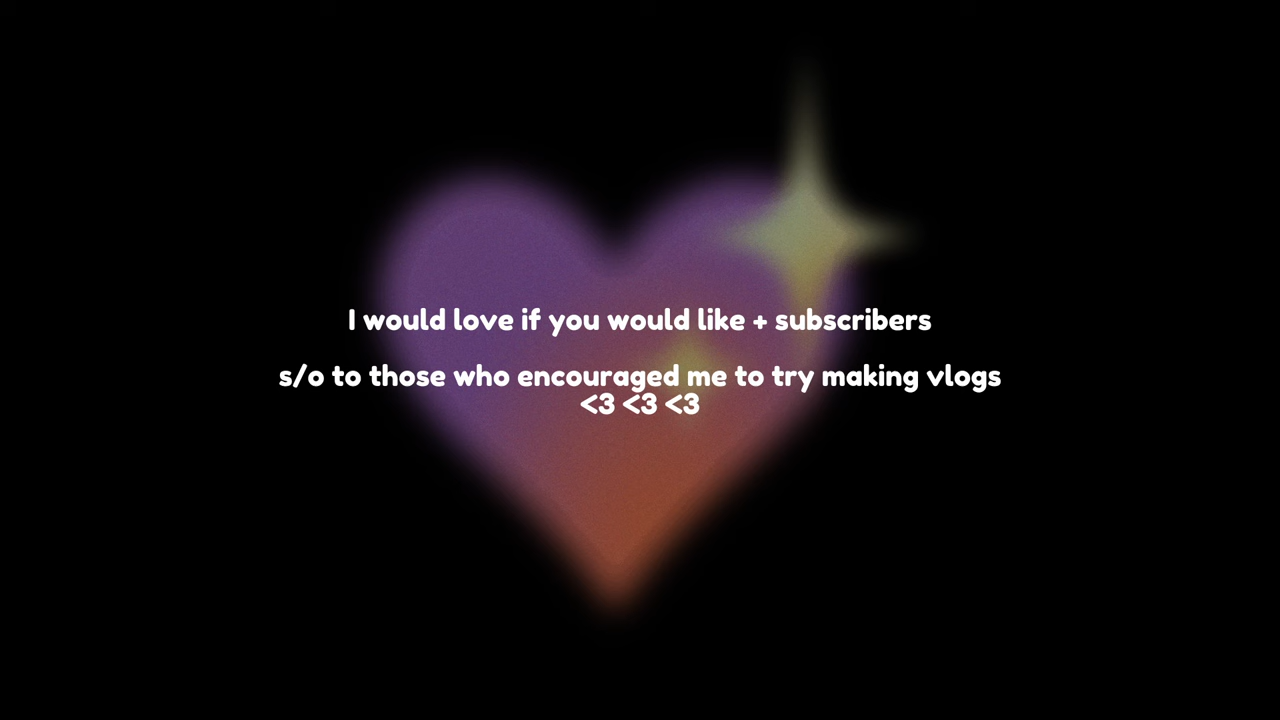 I would love if you would like + subscribers
s/o to those who encouraged me to try making vlogs
<3 <3 <3